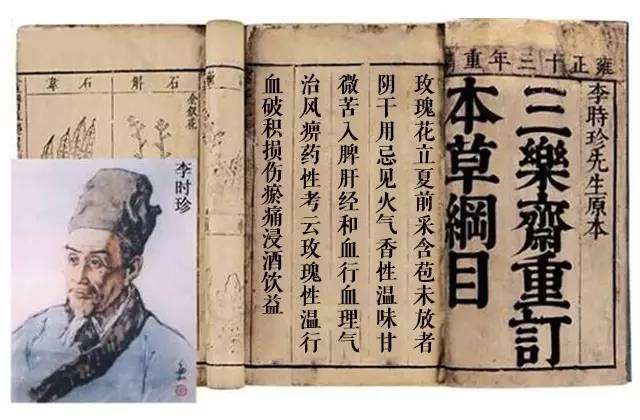 雍正十三年重
李時珍先生原本
三樂齋重訂
本草綱目
玫瑰花立夏前采含苞未放者
阴干用忌见火气香性温味甘
微苦入脾肝经和血行血理气
治风痹药性考云玫瑰性温行
血破积损伤瘀痛浸酒饮益
石斛
金釵花
石韋
李时珍